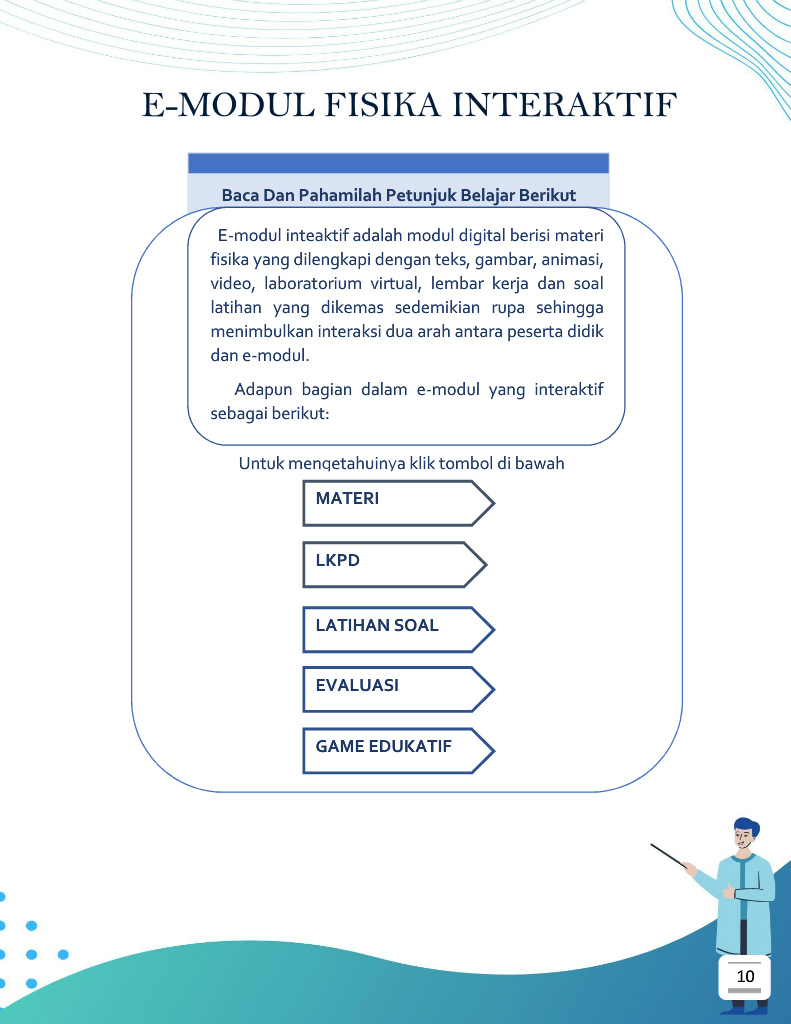 E-MODUL FISIKA INTERAKTIF
Baca Dan Pahamilah Petunjuk Belajar Berikut
E-modul inteaktif adalah modul digital berisi materi
fisika yang dilengkapi dengan teks, gambar, animasi,
video, laboratorium virtual, lembar kerja dan soal
latihan yang dikemas sedemikian rupa sehingga
menimbulkan interaksi dua arah antara peserta didik
dan e-modul.
Adapun bagian dalam e-modul yang interaktif
sebagai berikut:
Untuk mengetahuinya klik tombol di bawah
MATERI
LKPD
LATIHAN SOAL
EVALUASI
GAME EDUKATIF
10